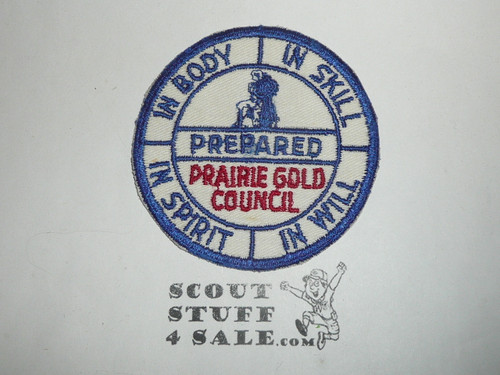 IN BODY
IN SKILL
PREPARED
PRAIRIE GOLD
COUNCIL
IN SPIRIT
IN WILL
SCOUT
STUFF
4 SALE.COM